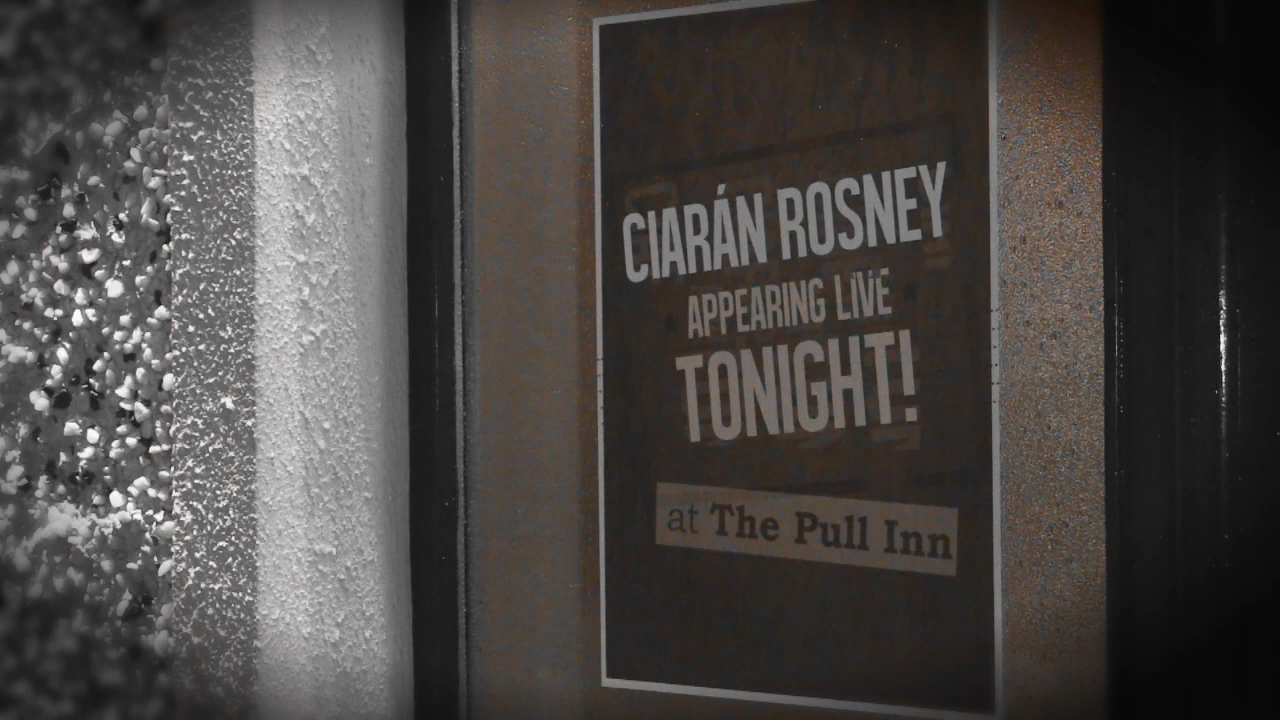 CIARÁN ROSNEY
APPEARING LIVE
TONIGHT!
at The Pull Inn